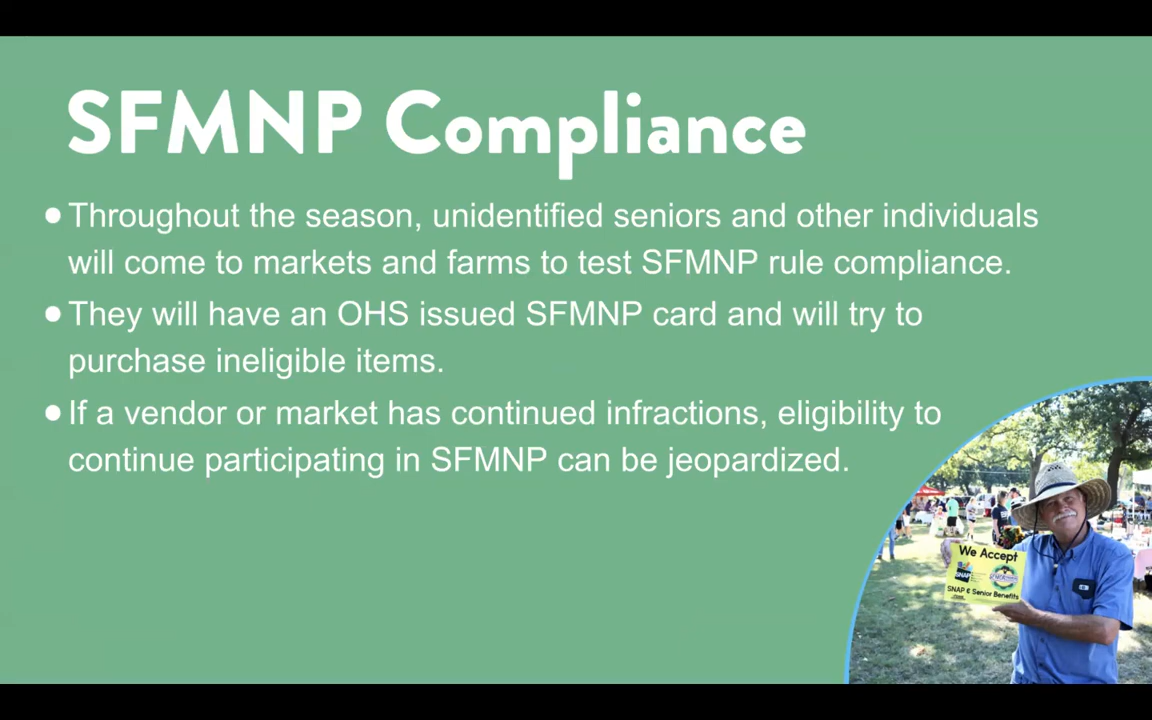 SFMNP Compliance
● Throughout the season, unidentified seniors and other individuals
will come to markets and farms to test SFMNP rule compliance.
● They will have an OHS issued SFMNP card and will try to
purchase ineligible items.
● If a vendor or market has continued infractions, eligibility to
continue participating in SFMNP can be jeopardized.
We Accept
SNAP
SNAP & Senior Benefits